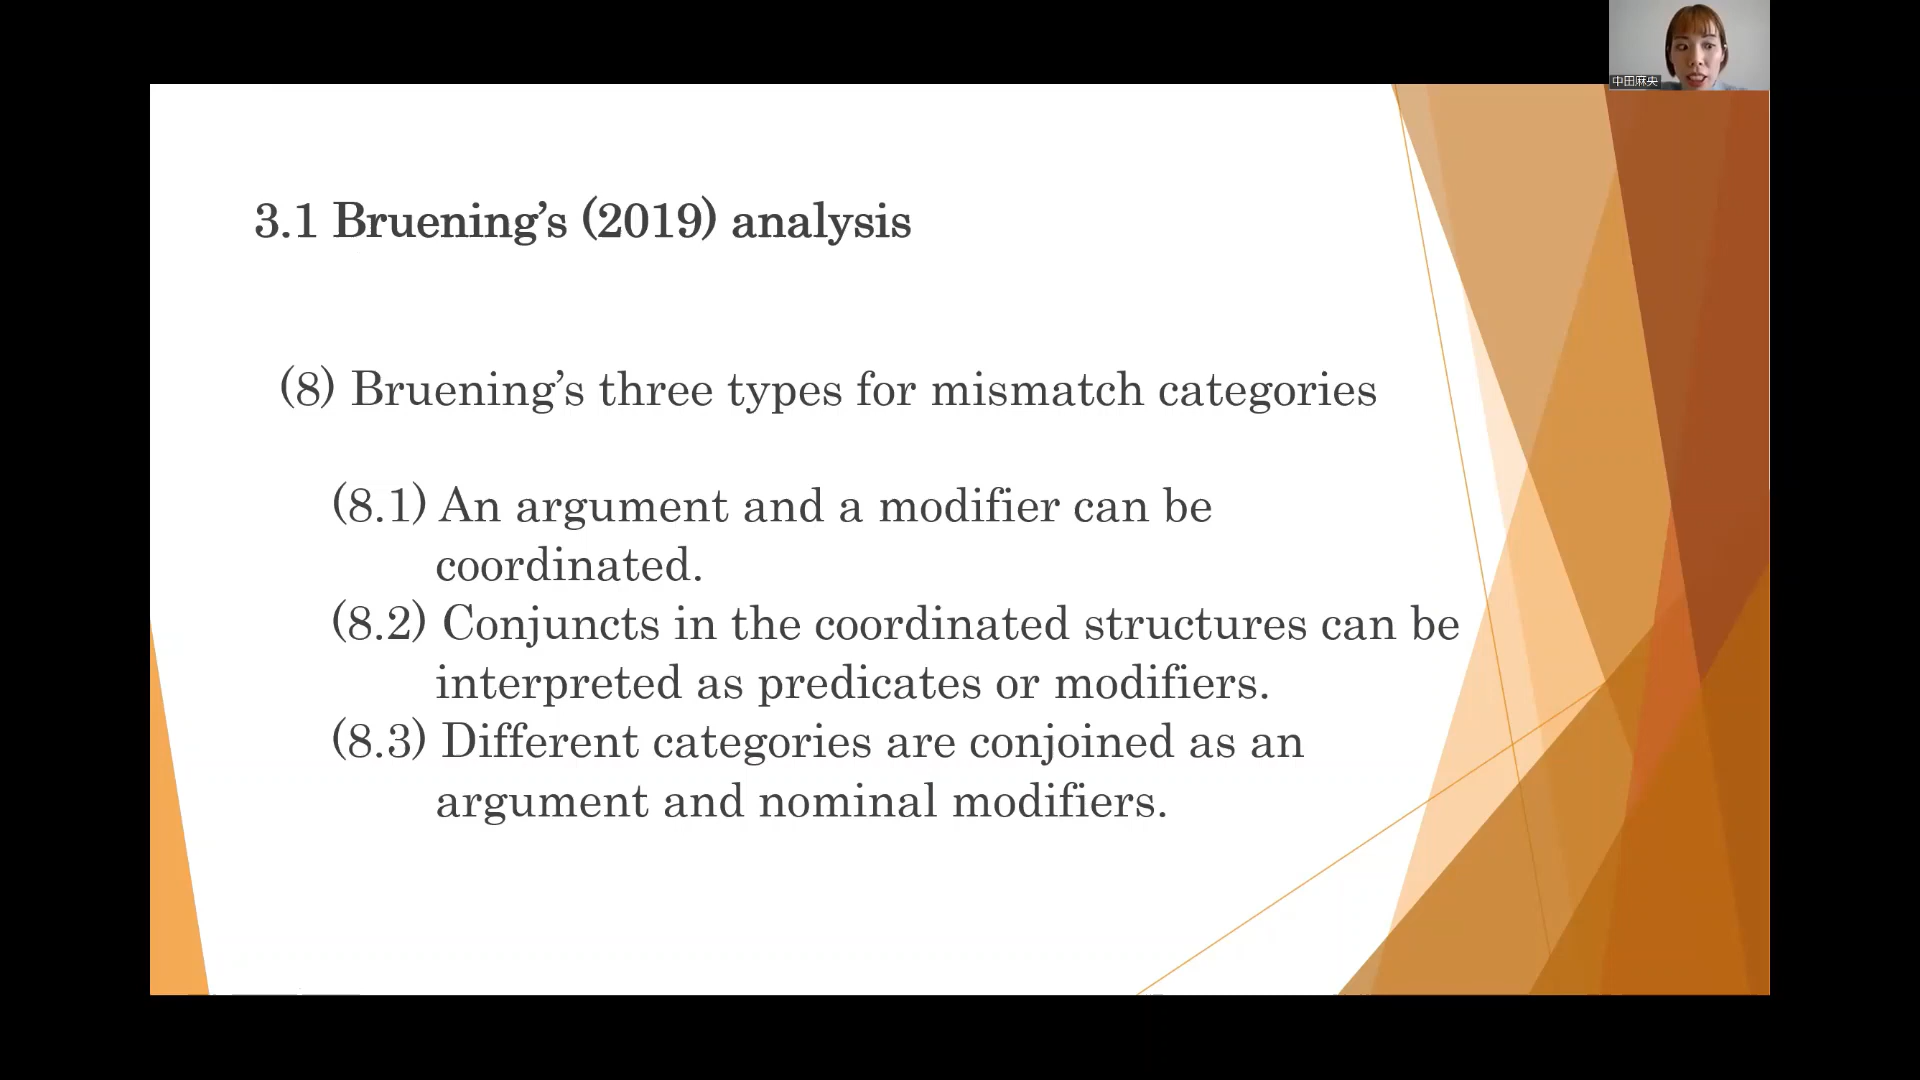 中田麻央
3.1 Bruening’s (2019) analysis
(8) Bruening’s three types for mismatch categories
(8.1) An argument and a modifier can be
coordinated.
(8.2) Conjuncts in the coordinated structures can be
interpreted as predicates or modifiers.
(8.3) Different categories are conjoined as an
argument and nominal modifiers.